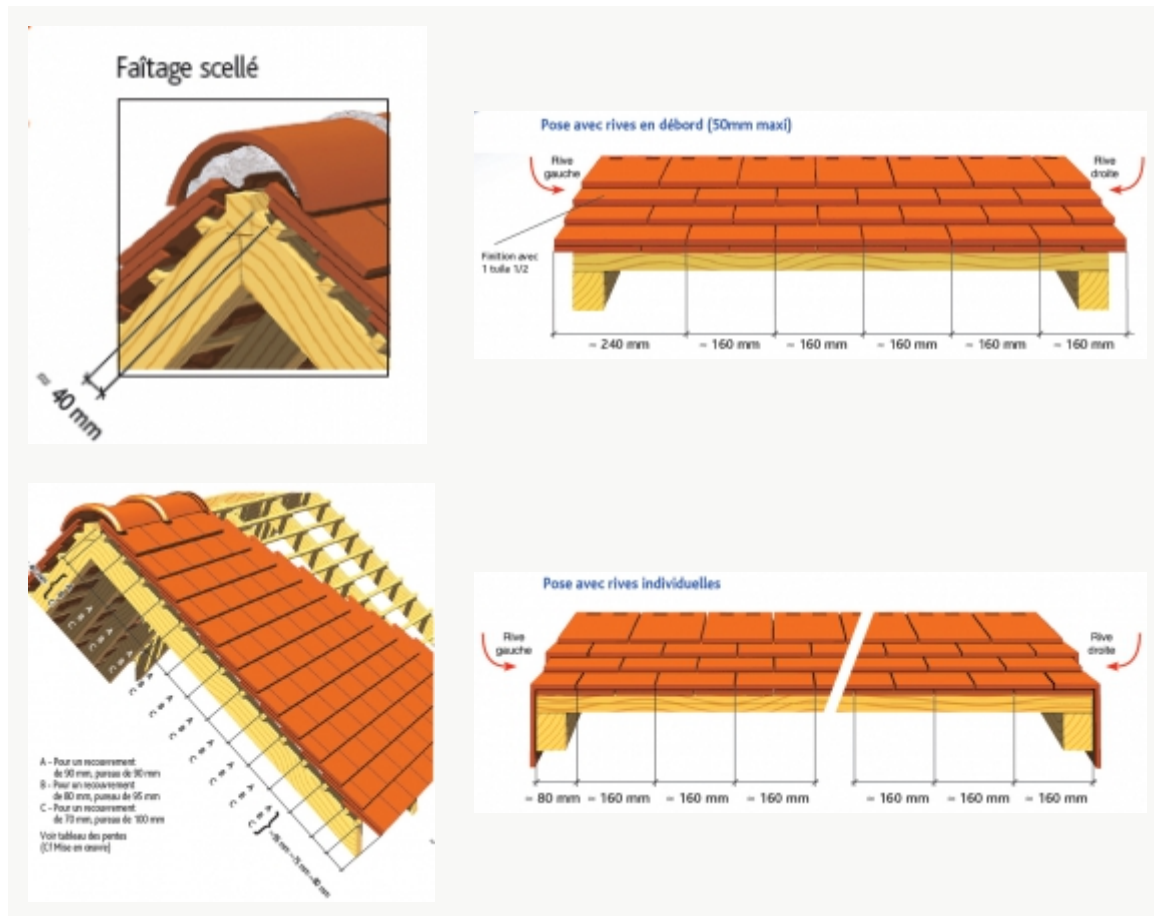 Faîtage scellé
≈ 40 mm
Pose avec rives en débord (50mm maxi)
Rive
gauche
Rive
droite
Finition avec
1 tuile 1/2
≈ 240 mm
≈ 160 mm
≈ 160 mm
≈ 160 mm
≈ 160 mm
≈ 160 mm
A B C
A B C
A B C
A B C
A B C
A B C
A B C
A B C
A B C
A - Pour un recouvrement
de 90 mm, pureau de 90 mm
B - Pour un recouvrement
de 80 mm, pureau de 95 mm
C - Pour un recouvrement
de 70 mm, pureau de 100 mm
Voir tableau des pentes
(Cf Mise en œuvre)
Pose avec rives individuelles
Rive
gauche
Rive
droite
≈ 80 mm
≈ 160 mm
≈ 160 mm
≈ 160 mm
≈ 160 mm
≈ 160 mm
≈ 160 mm